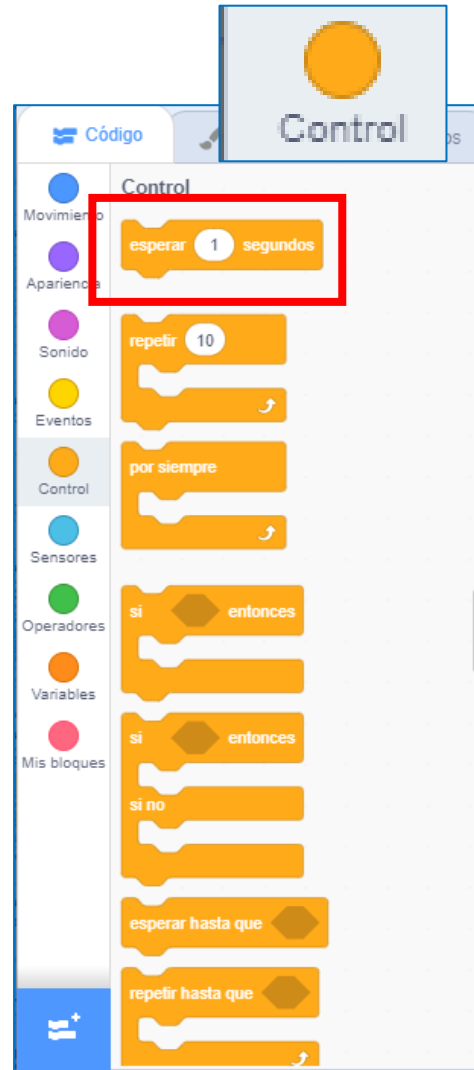 Control
Código
os
Movimiento
Apariencia
Sonido
Eventos
Control
Sensores
Operadores
Variables
Mis bloques
Control
esperar 1 segundos
repetir 10
por siempre
si entonces
si entonces
si no
esperar hasta que
repetir hasta que